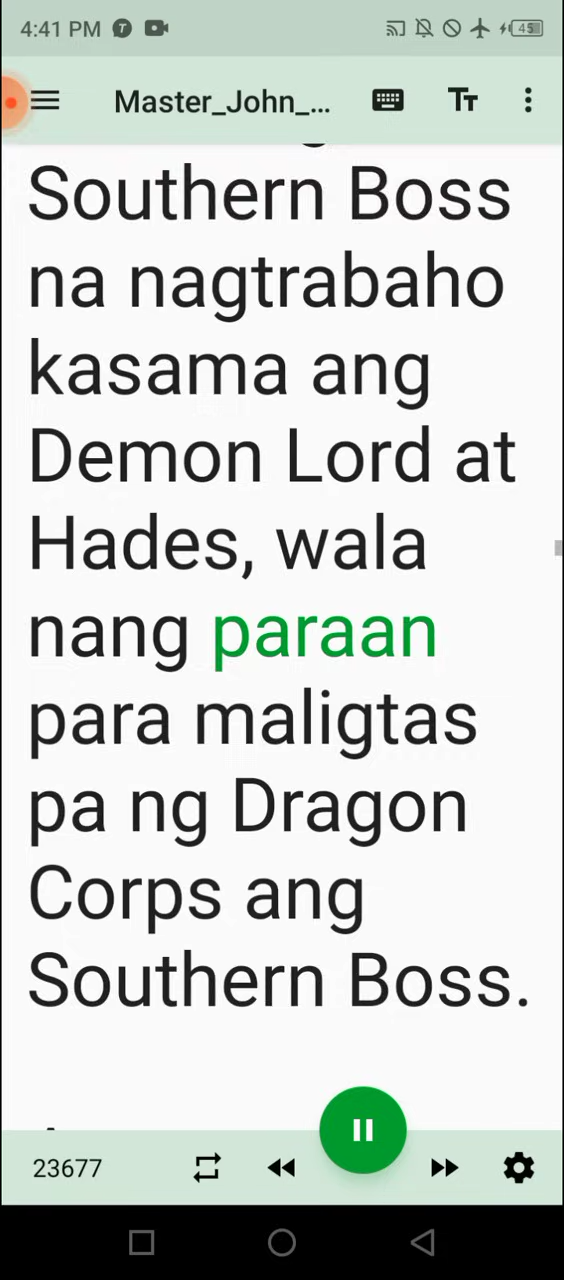 4:41 PM
45
Master_John_...
Southern Boss
na nagtrabaho
kasama ang
Demon Lord at
Hades, wala
nang paraan
para maligtas
pa ng Dragon
Corps ang
Southern Boss.
23677